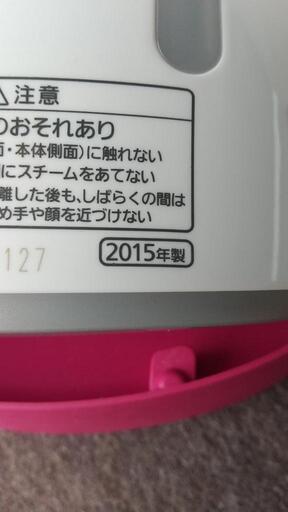 注意
のおそれあり
面・本体側面)に触れない
にスチームをあてない
離した後も、しばらくの間は
め手や顔を近づけない
127
2015年製